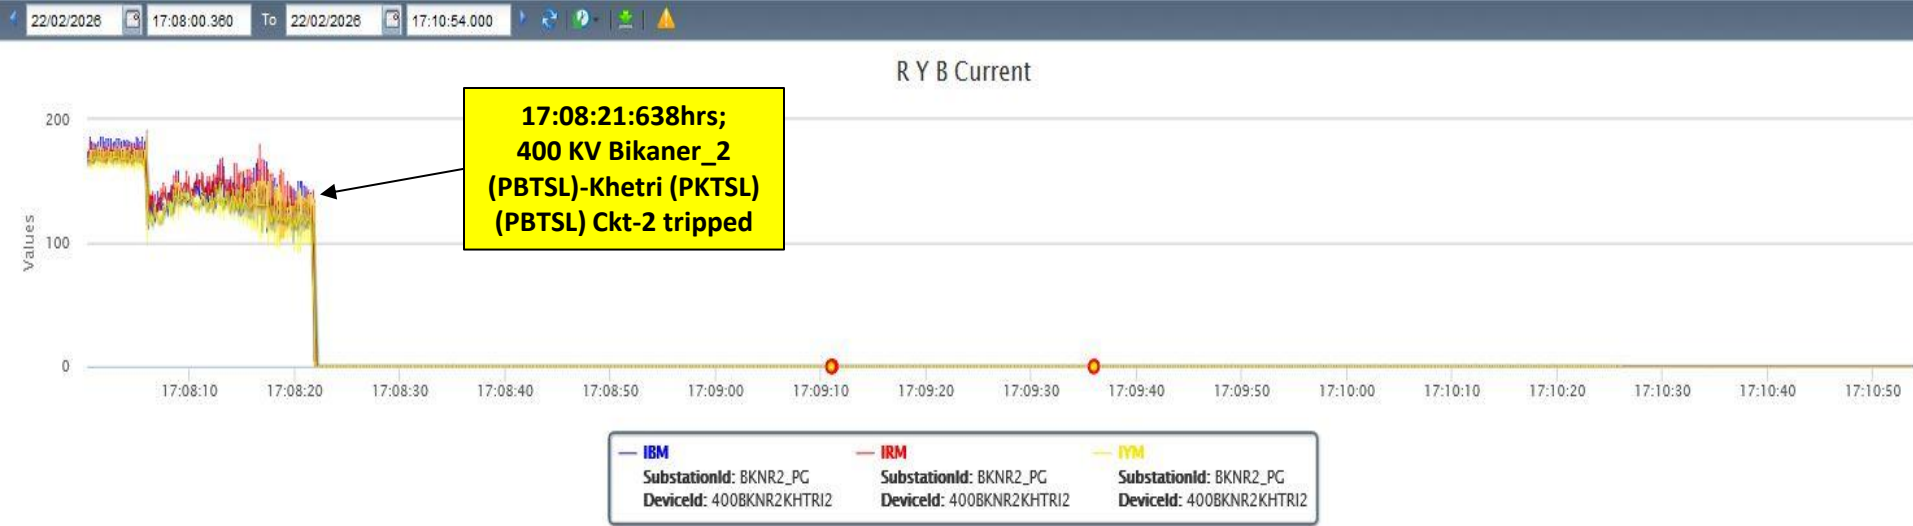 22/02/2026 17:08:00.360 To 22/02/2026 17:10:54.000
R Y B Current
17:08:21:638hrs;
400 KV Bikaner_2
(PBTSL)-Khetri (PKTSL)
(PBTSL) Ckt-2 tripped
Values
200
100
0
17:08:10 17:08:20 17:08:30 17:08:40 17:08:50 17:09:00 17:09:10 17:09:20 17:09:30 17:09:40 17:09:50 17:10:00 17:10:10 17:10:20 17:10:30 17:10:40 17:10:50
IBM IRM IYM
SubstationId: BKNR2_PG SubstationId: BKNR2_PG SubstationId: BKNR2_PG
DeviceId: 400BKNR2KHTRI2 DeviceId: 400BKNR2KHTRI2 DeviceId: 400BKNR2KHTRI2